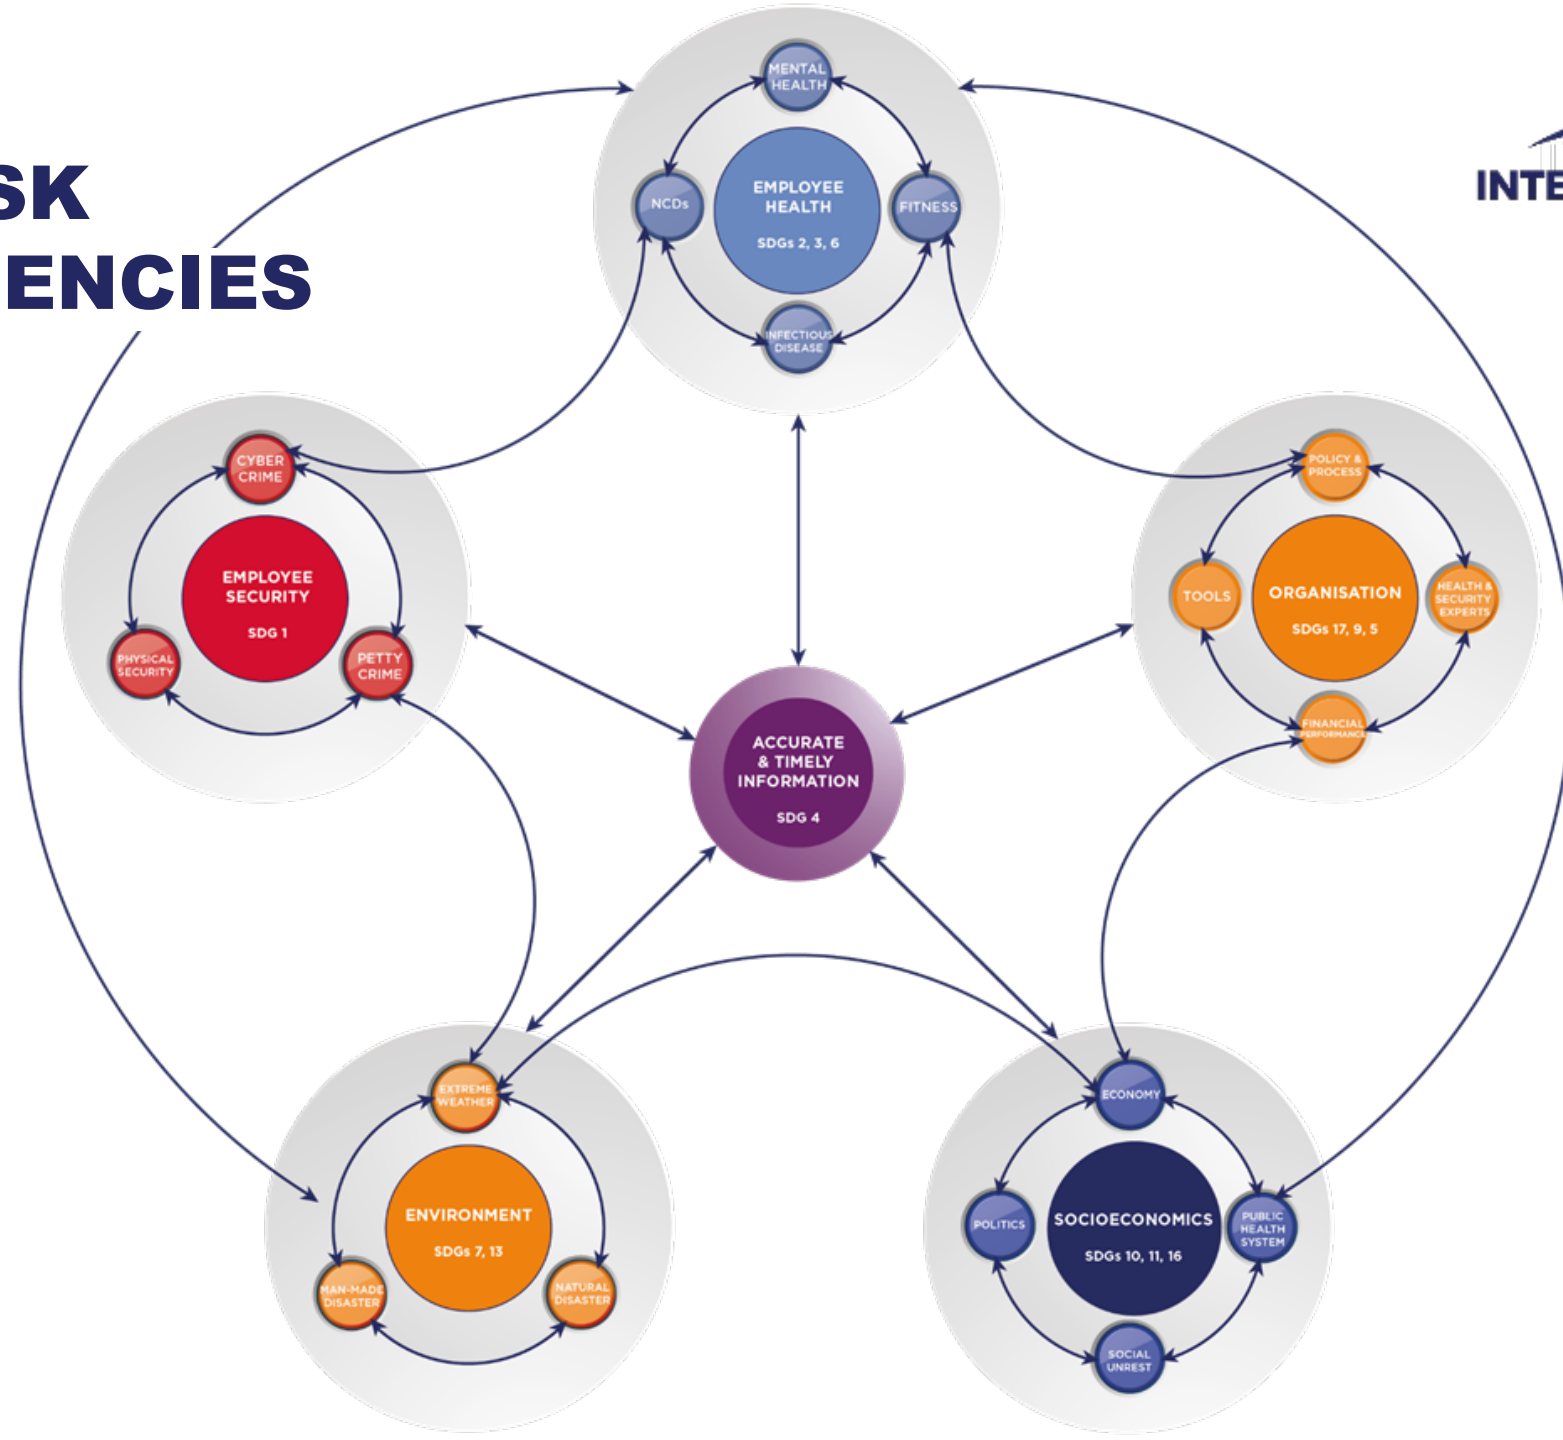 SK
ENCIES
INTE
MENTAL
HEALTH
NCDs
EMPLOYEE
HEALTH
SDGs 2, 3, 6
FITNESS
INFECTIOUS
DISEASE
CYBER
CRIME
EMPLOYEE
SECURITY
SDG 1
PHYSICAL
SECURITY
PETTY
CRIME
POLICY &
PROCESS
TOOLS
ORGANISATION
SDGs 17, 9, 5
HEALTH &
SECURITY
EXPERTS
FINANCIAL
PERFORMANCE
ACCURATE
& TIMELY
INFORMATION
SDG 4
EXTREME
WEATHER
ENVIRONMENT
SDGs 7, 13
MAN-MADE
DISASTER
NATURAL
DISASTER
ECONOMY
POLITICS
SOCIOECONOMICS
SDGs 10, 11, 16
PUBLIC
HEALTH
SYSTEM
SOCIAL
UNREST